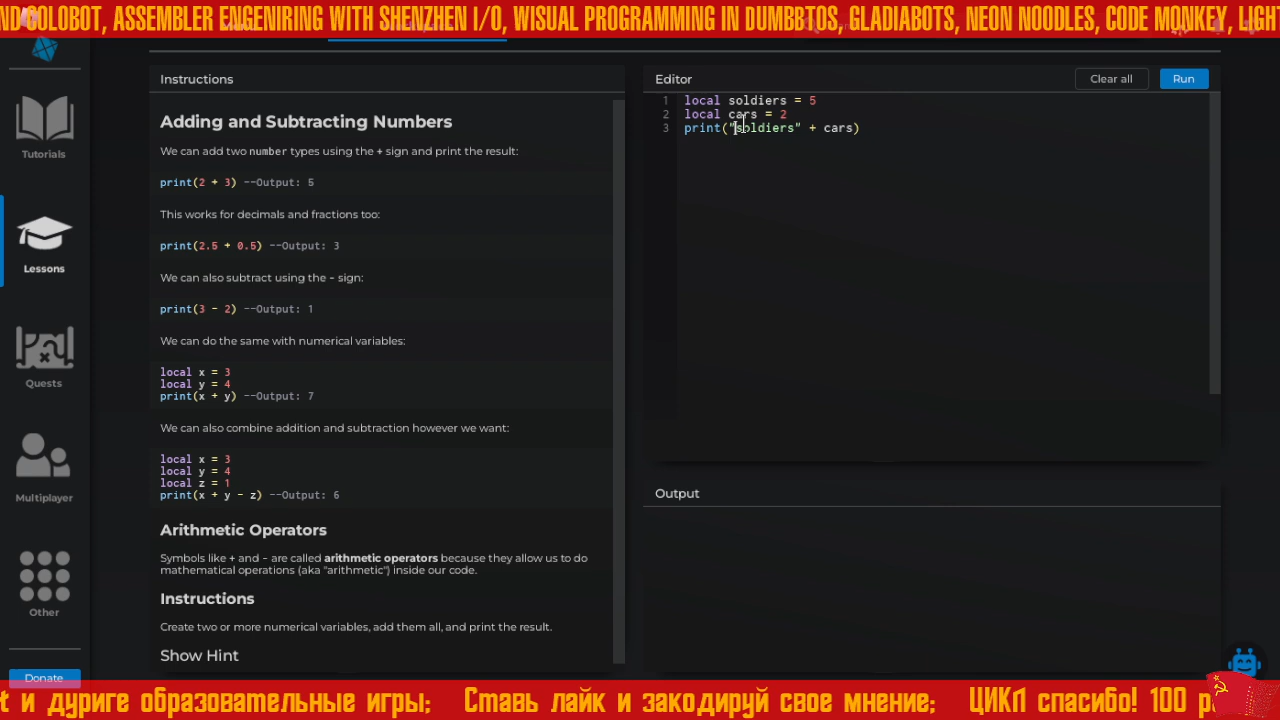 ND COLOBOT, ASSEMBLER ENGENIRING WITH SHENZHEN I/O, WISUAL PROGRAMMING IN DUMBBTOS, GLADIABOTS, NEON NOODLES, CODE MONKEY, LIGHT
Instructions
Adding and Subtracting Numbers
We can add two number types using the + sign and print the result:
print(2 + 3) --Output: 5
This works for decimals and fractions too:
print(2.5 + 0.5) --Output: 3
We can also subtract using the - sign:
print(3 - 2) --Output: 1
We can do the same with numerical variables:
local x = 3
local y = 4
print(x + y) --Output: 7
We can also combine addition and subtraction however we want:
local x = 3
local y = 4
local z = 1
print(x + y - z) --Output: 6
Arithmetic Operators
Symbols like + and - are called arithmetic operators because they allow us to do
mathematical operations (aka "arithmetic") inside our code.
Instructions
Create two or more numerical variables, add them all, and print the result.
Show Hint
Editor
Clear all
Run
1 local soldiers = 5
2 local cars = 2
3 print("soldiers" + cars)
Output
Tutorials
Lessons
Quests
Multiplayer
Other
Donate
и дуриге образовательные игры; Ставь лайк и закодируй свое мнение; ЦИКЛ спасибо! 100